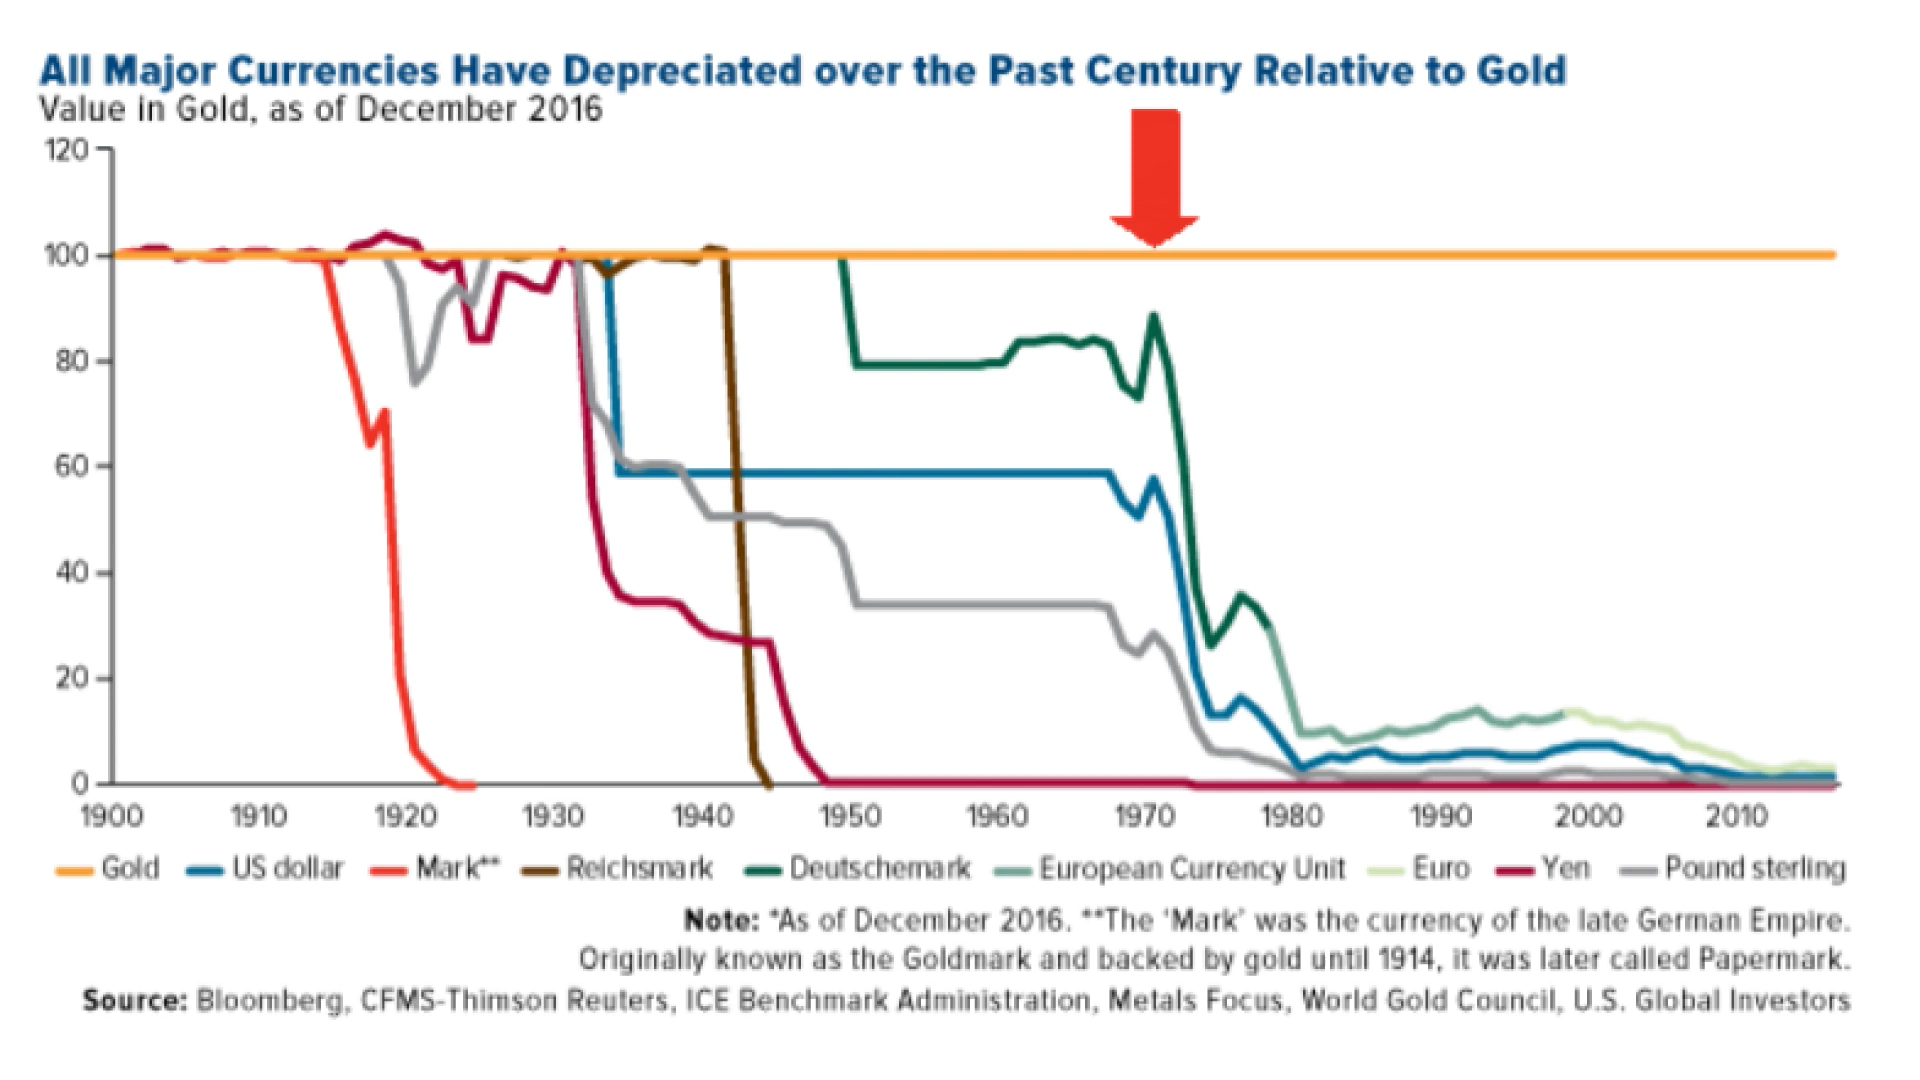 All Major Currencies Have Depreciated over the Past Century Relative to Gold
Value in Gold, as of December 2016
120
100
80
60
40
20
0
1900 1910 1920 1930 1940 1950 1960 1970 1980 1990 2000 2010
Gold US dollar Mark** Reichsmark Deutschemark European Currency Unit Euro Yen Pound sterling
Note: *As of December 2016. **The ‘Mark’ was the currency of the late German Empire.
Originally known as the Goldmark and backed by gold until 1914, it was later called Papermark.
Source: Bloomberg, CFMS-Thimson Reuters, ICE Benchmark Administration, Metals Focus, World Gold Council, U.S. Global Investors